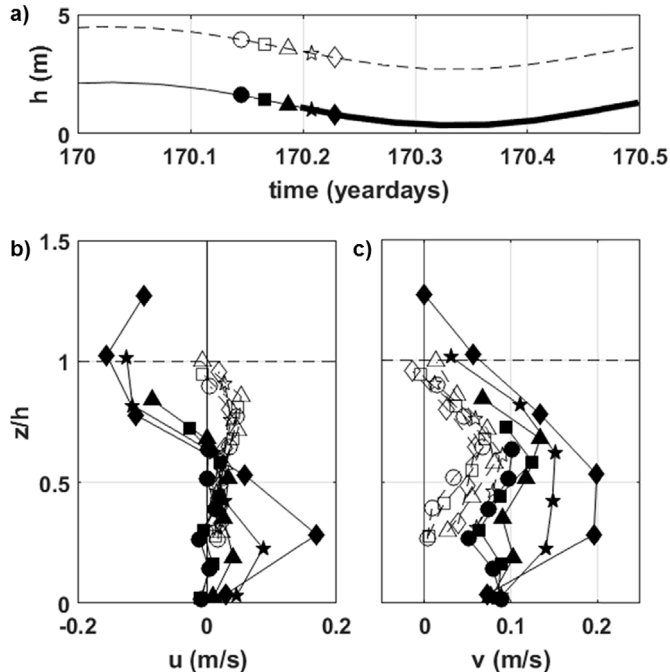 a)
5
0
h (m)
170 170.1 170.2 170.3 170.4 170.5
time (yeardays)
b) c)
1.5
1
0.5
0
z/h
-0.2 0 0.2 0 0.1 0.2
u (m/s) v (m/s)